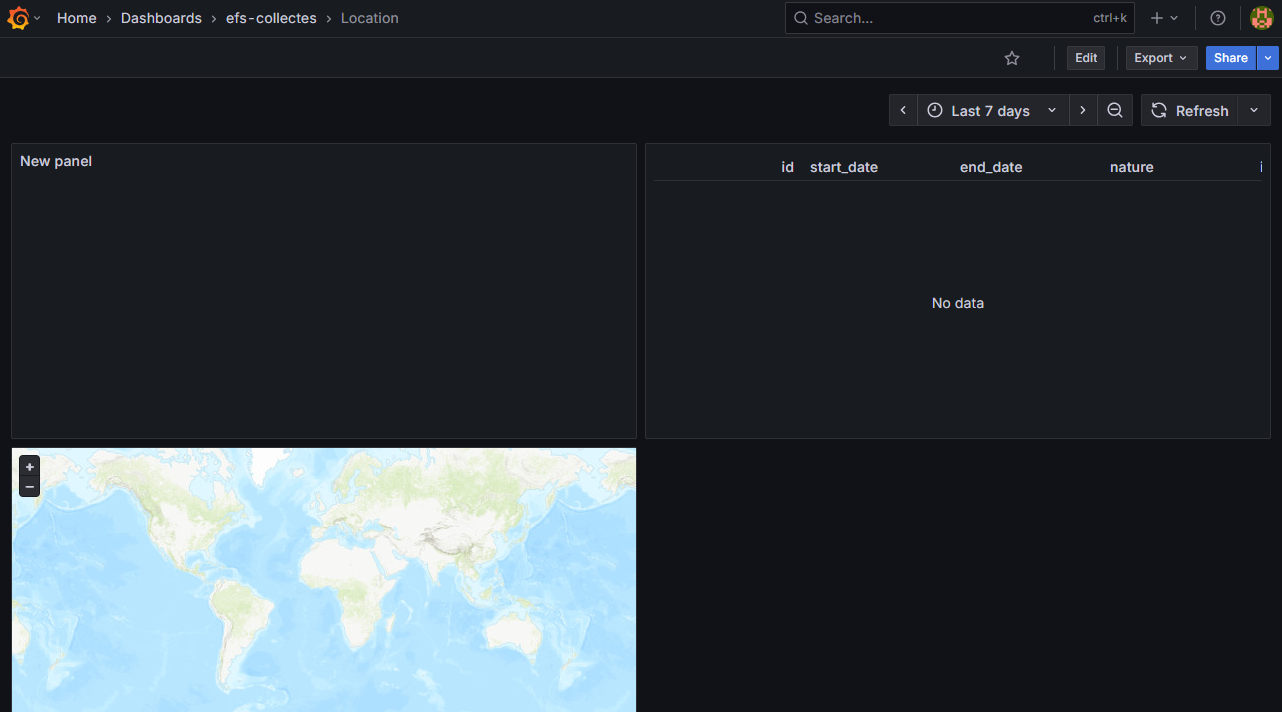 Home › Dashboards › efs-collectes › Location
Search... ctrl+k
Edit Export Share
Last 7 days Refresh
New panel
id start_date end_date nature i
No data
+
−